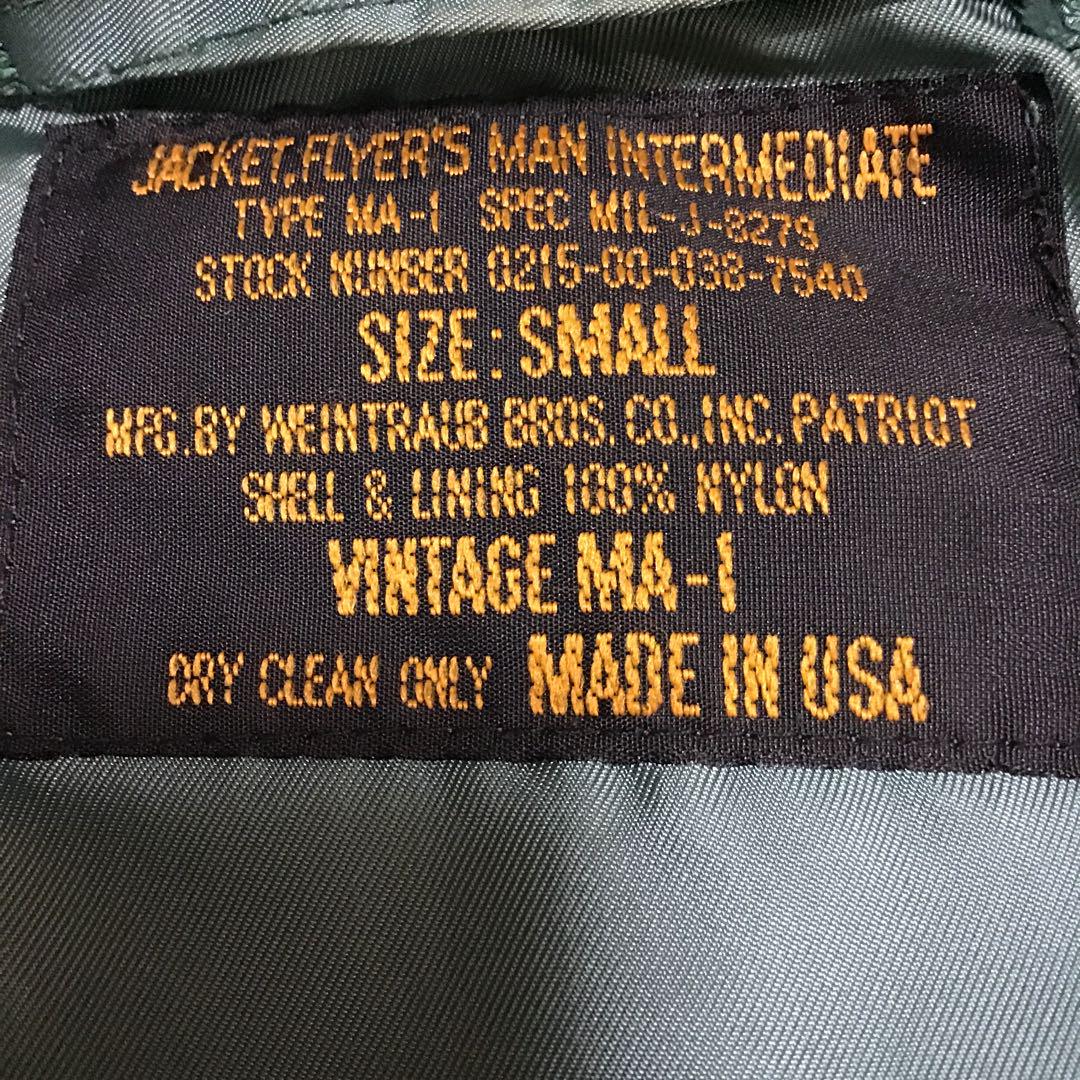 JACKET,FLYER'S MAN INTERMEDIATE
TYPE MA-1 SPEC MIL-J-8279
STOCK NUNBER 0215-00-038-7540
SIZE: SMALL
MFG.BY WEINTRAUB BROS. CO.,INC. PATRIOT
SHELL & LINING 100% NYLON
VINTAGE MA-1
DRY CLEAN ONLY MADE IN USA